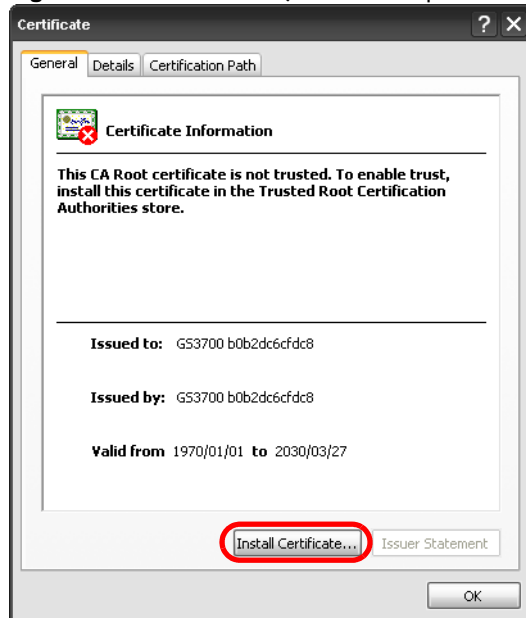 Certificate
General Details Certification Path
Certificate Information
This CA Root certificate is not trusted. To enable trust,
install this certificate in the Trusted Root Certification
Authorities store.
Issued to: GS3700 b0b2dc6cfdc8
Issued by: GS3700 b0b2dc6cfdc8
Valid from 1970/01/01 to 2030/03/27
Install Certificate... Issuer Statement
OK